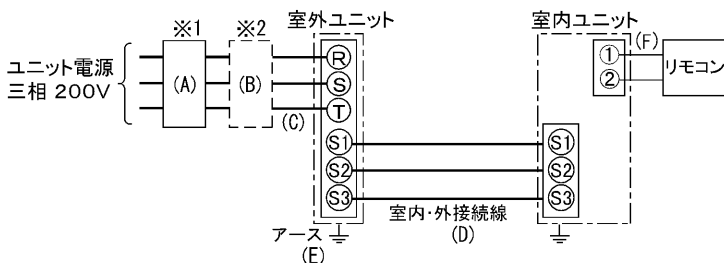 ※1
※2
室外ユニット
室内ユニット
ユニット電源
三相 200V
(A)
(B)
(C)
R
S
T
S1
S2
S3
①
②
(F)
リモコン
S1
S2
S3
室内・外接続線
(D)
アース
(E)